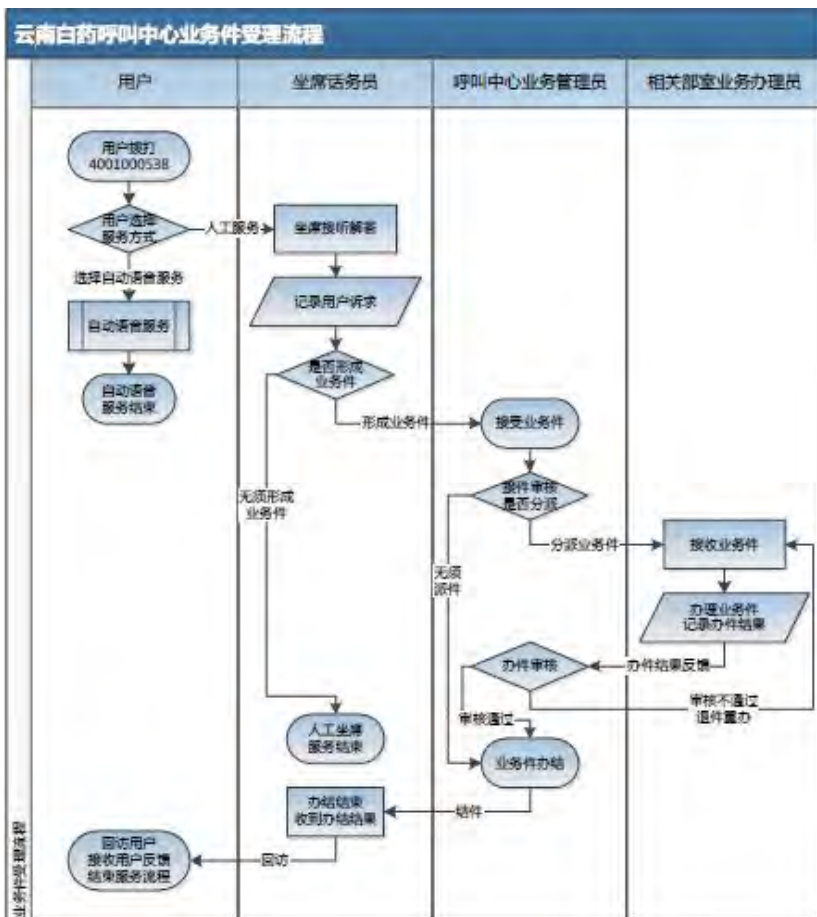 云南白药呼叫中心业务件受理流程
用户
坐席话务员
呼叫中心业务管理员
相关部室业务办理员
用户拨打
4001000538
用户选择
服务方式
人工服务
坐席接听解答
选择自动语音服务
记录用户诉求
自动语音服务
是否形成
业务件
自动语音
服务结束
形成业务件
接受业务件
接件审核
是否分派
无须形成
业务件
分派业务件
接收业务件
无须
派件
办理业务件
记录办件结果
办件审核
办件结果反馈
审核不通过
退件重办
审核通过
人工坐席
服务结束
业务件办结
办结结束
收到办结结果
结件
回访用户
接收用户反馈
结束服务流程
回访
业务件受理流程